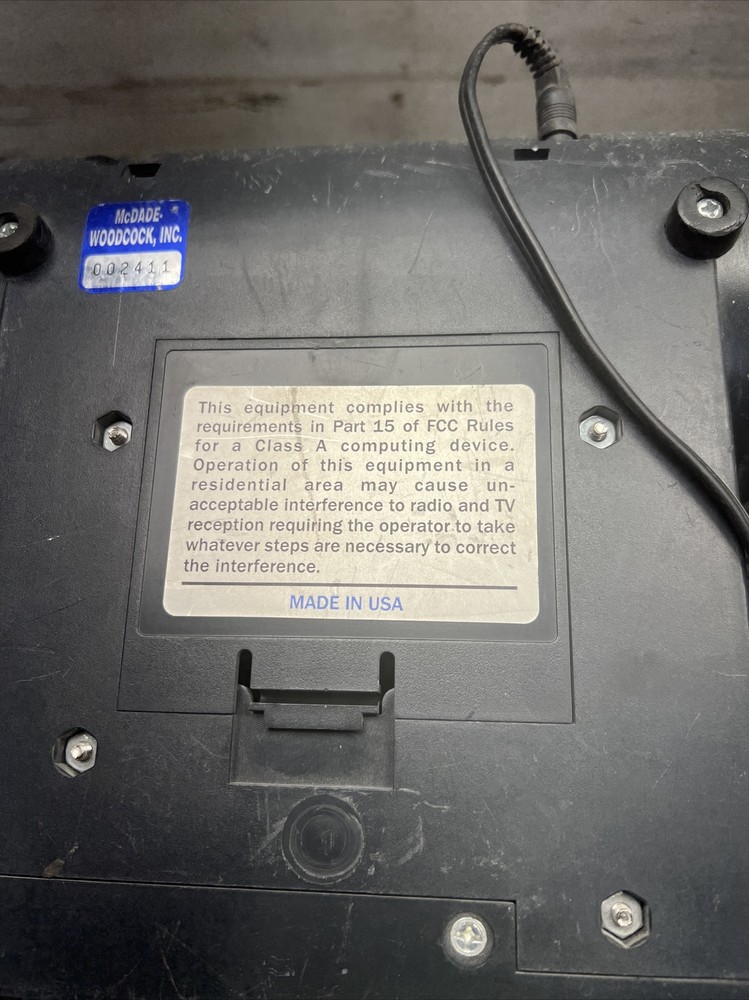 McDADE-
WOODCOCK, INC.
002411
This equipment complies with the
requirements in Part 15 of FCC Rules
for a Class A computing device.
Operation of this equipment in a
residential area may cause un-
acceptable interference to radio and TV
reception requiring the operator to take
whatever steps are necessary to correct
the interference.
MADE IN USA
1